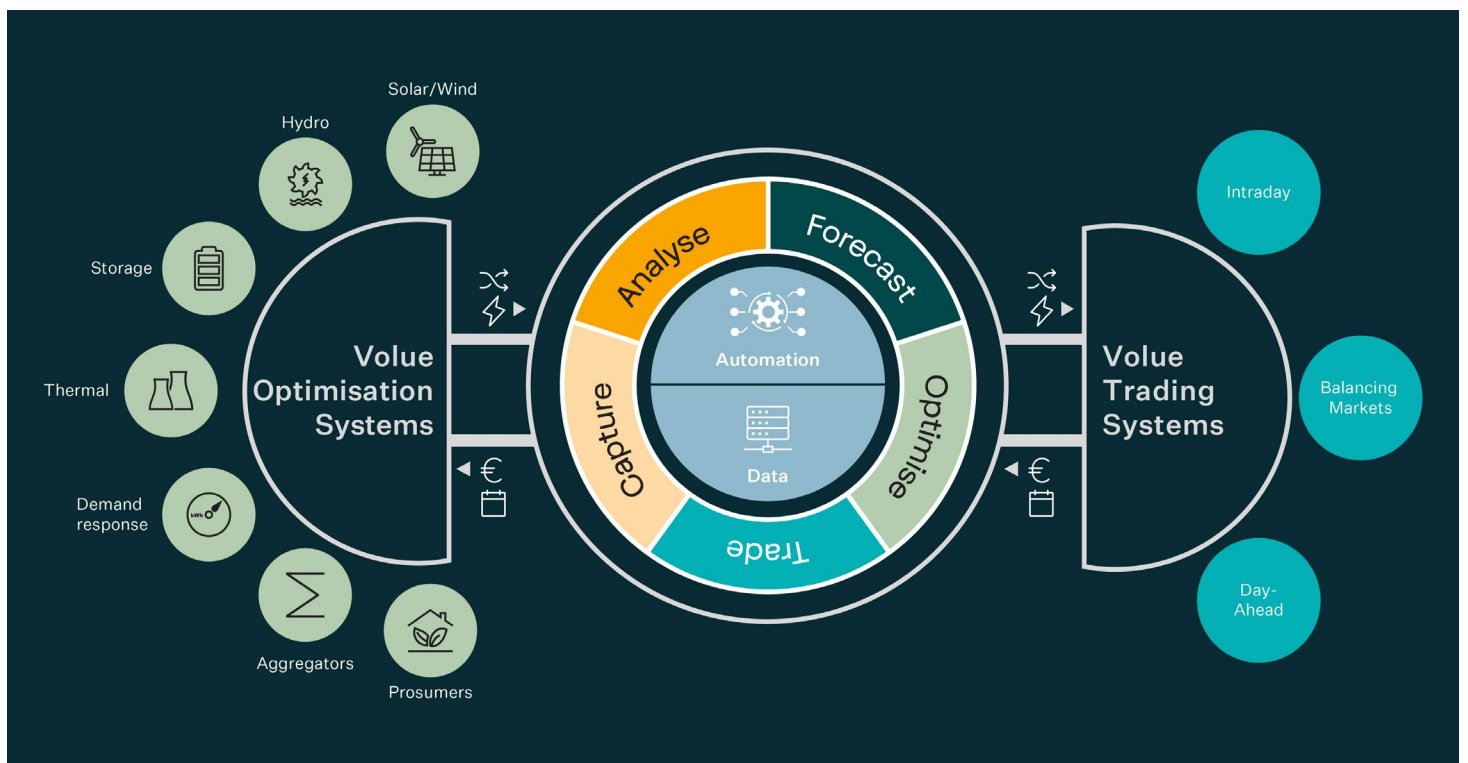 Solar/Wind
Hydro
Storage
Thermal
Demand
response
Aggregators
Prosumers
Volue
Optimisation
Systems
€
Analyse
Forecast
Optimise
Trade
Capture
Automation
Data
€
Volue
Trading
Systems
Intraday
Balancing
Markets
Day-
Ahead
kWh